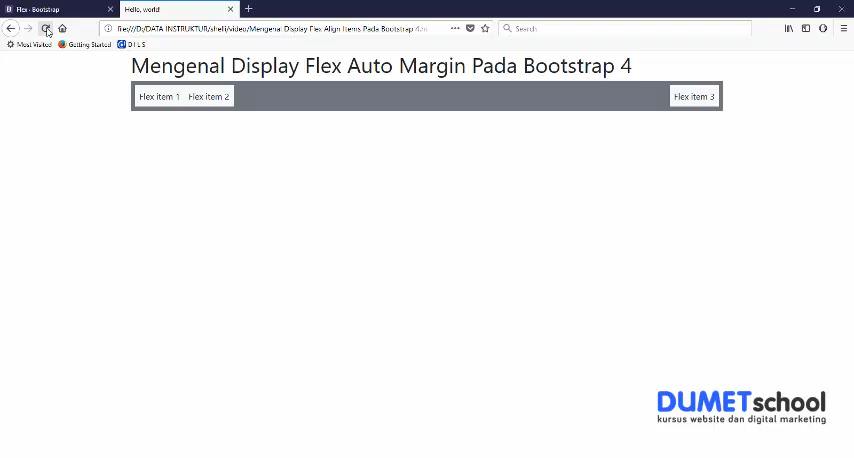 Flex · Bootstrap
Hello, world!
file:///D:/DATA INSTRUKTUR/shelji/video/Mengenal Display Flex Align Items Pada Bootstrap 4.ht
Search
Most Visited
Getting Started
D I L S
Mengenal Display Flex Auto Margin Pada Bootstrap 4
Flex item 1
Flex item 2
Flex item 3
DUMETschool
kursus website dan digital marketing